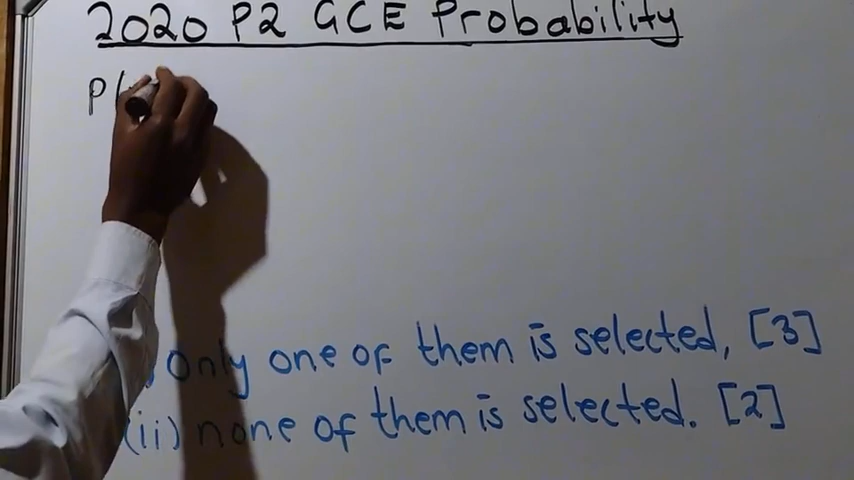 2020 P2 GCE Probability
P(
only one of them is selected, [3]
(ii) none of them is selected. [2]